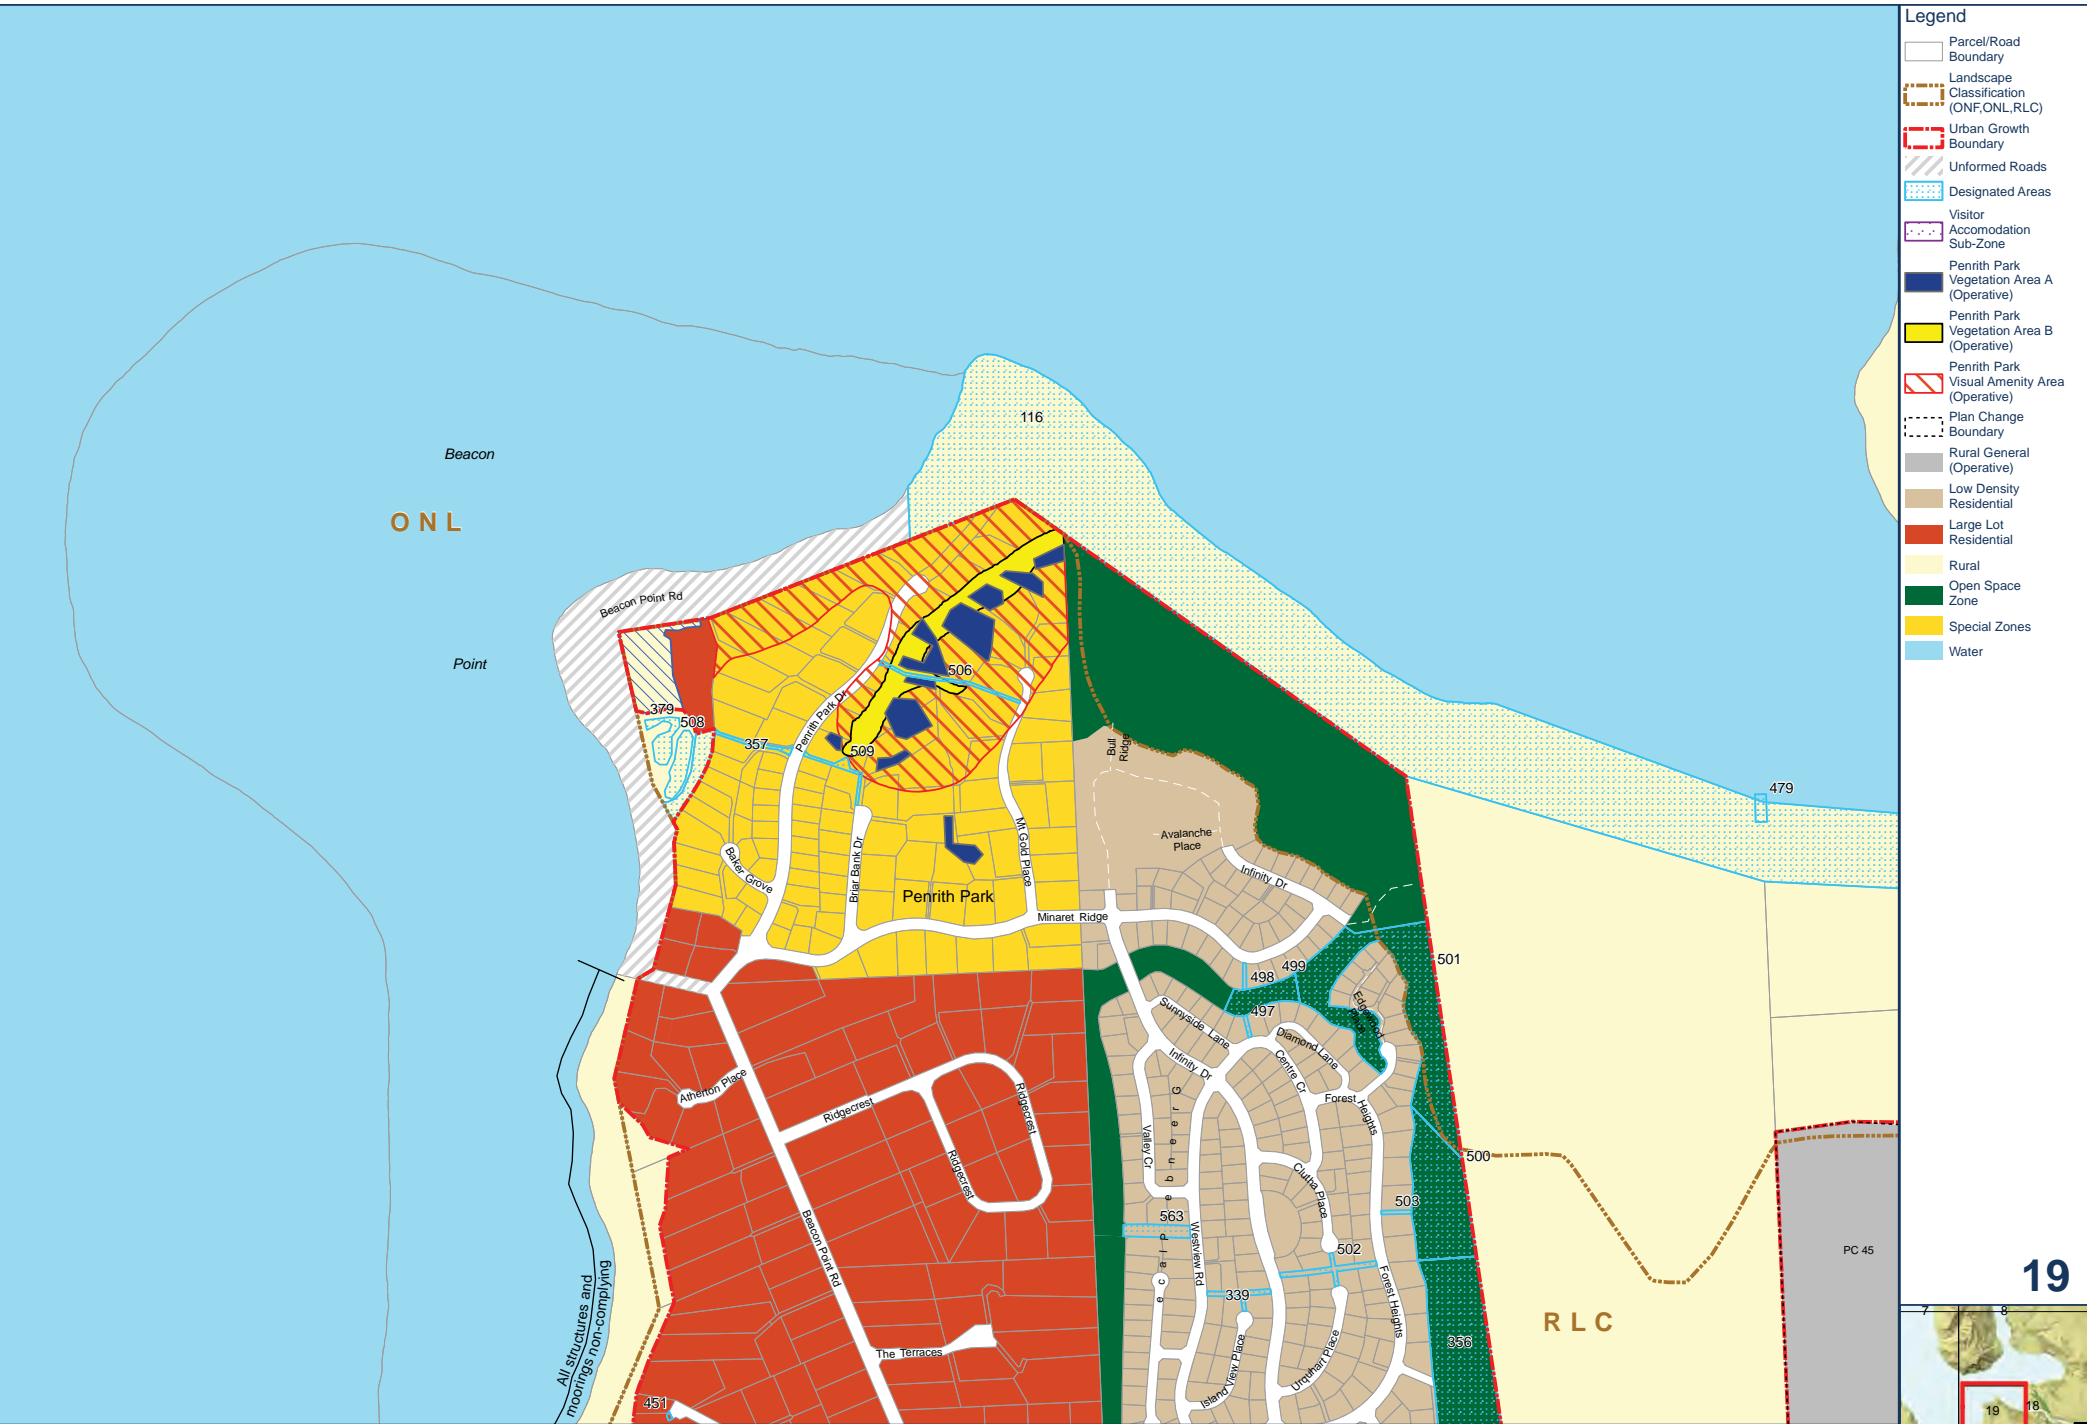 Legend
Parcel/Road
Boundary
Landscape
Classification
(ONF,ONL,RLC)
Urban Growth
Boundary
Unformed Roads
Designated Areas
Visitor
Accomodation
Sub-Zone
Penrith Park
Vegetation Area A
(Operative)
Penrith Park
Vegetation Area B
(Operative)
Penrith Park
Visual Amenity Area
(Operative)
Plan Change
Boundary
Rural General
(Operative)
Low Density
Residential
Large Lot
Residential
Rural
Open Space
Zone
Special Zones
Water
116
Beacon
ONL
Point
Beacon Point Rd
379
508
357
506
509
Penrith Park Dr
Bull
Ridge
479
Mt Gold Place
Avalanche
Place
Baker Grove
Briar Bank Dr
Infinity Dr
Penrith Park
Minaret Ridge
501
499
498
497
Sunnyside Lane
Edgewood
Place
Diamond Lane
Infinity Dr
Centre Cr
Forest
Heights
Atherton Place
Ridgecrest
Ridgecrest
Ridgecrest
Valley Cr
500
Clutha Place
503
563
Westview Rd
Beacon Point Rd
502
PC 45
Forest Heights
339
RLC
356
The Terraces
Island View Place
Urquhart Place
All structures and
moorings non-complying
451
Penbeneer G
ecalP
19
7
8
19
18